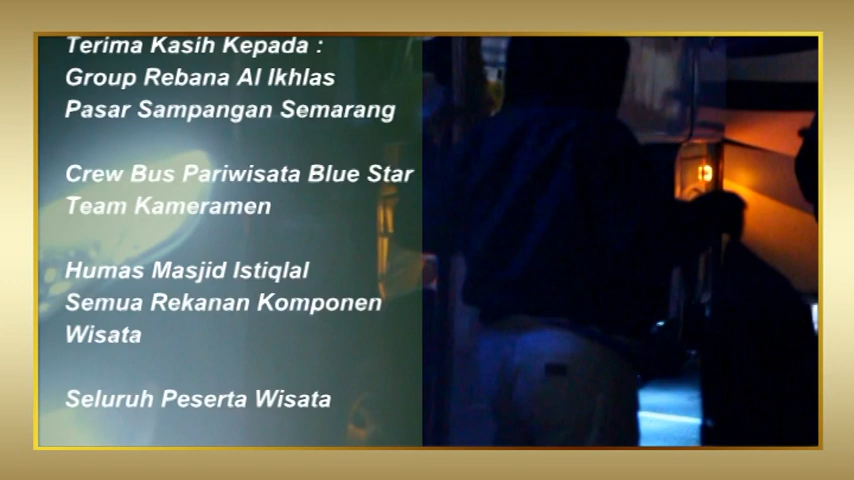 Terima Kasih Kepada :
Group Rebana Al Ikhlas
Pasar Sampangan Semarang
Crew Bus Pariwisata Blue Star
Team Kameramen
Humas Masjid Istiqlal
Semua Rekanan Komponen
Wisata
Seluruh Peserta Wisata